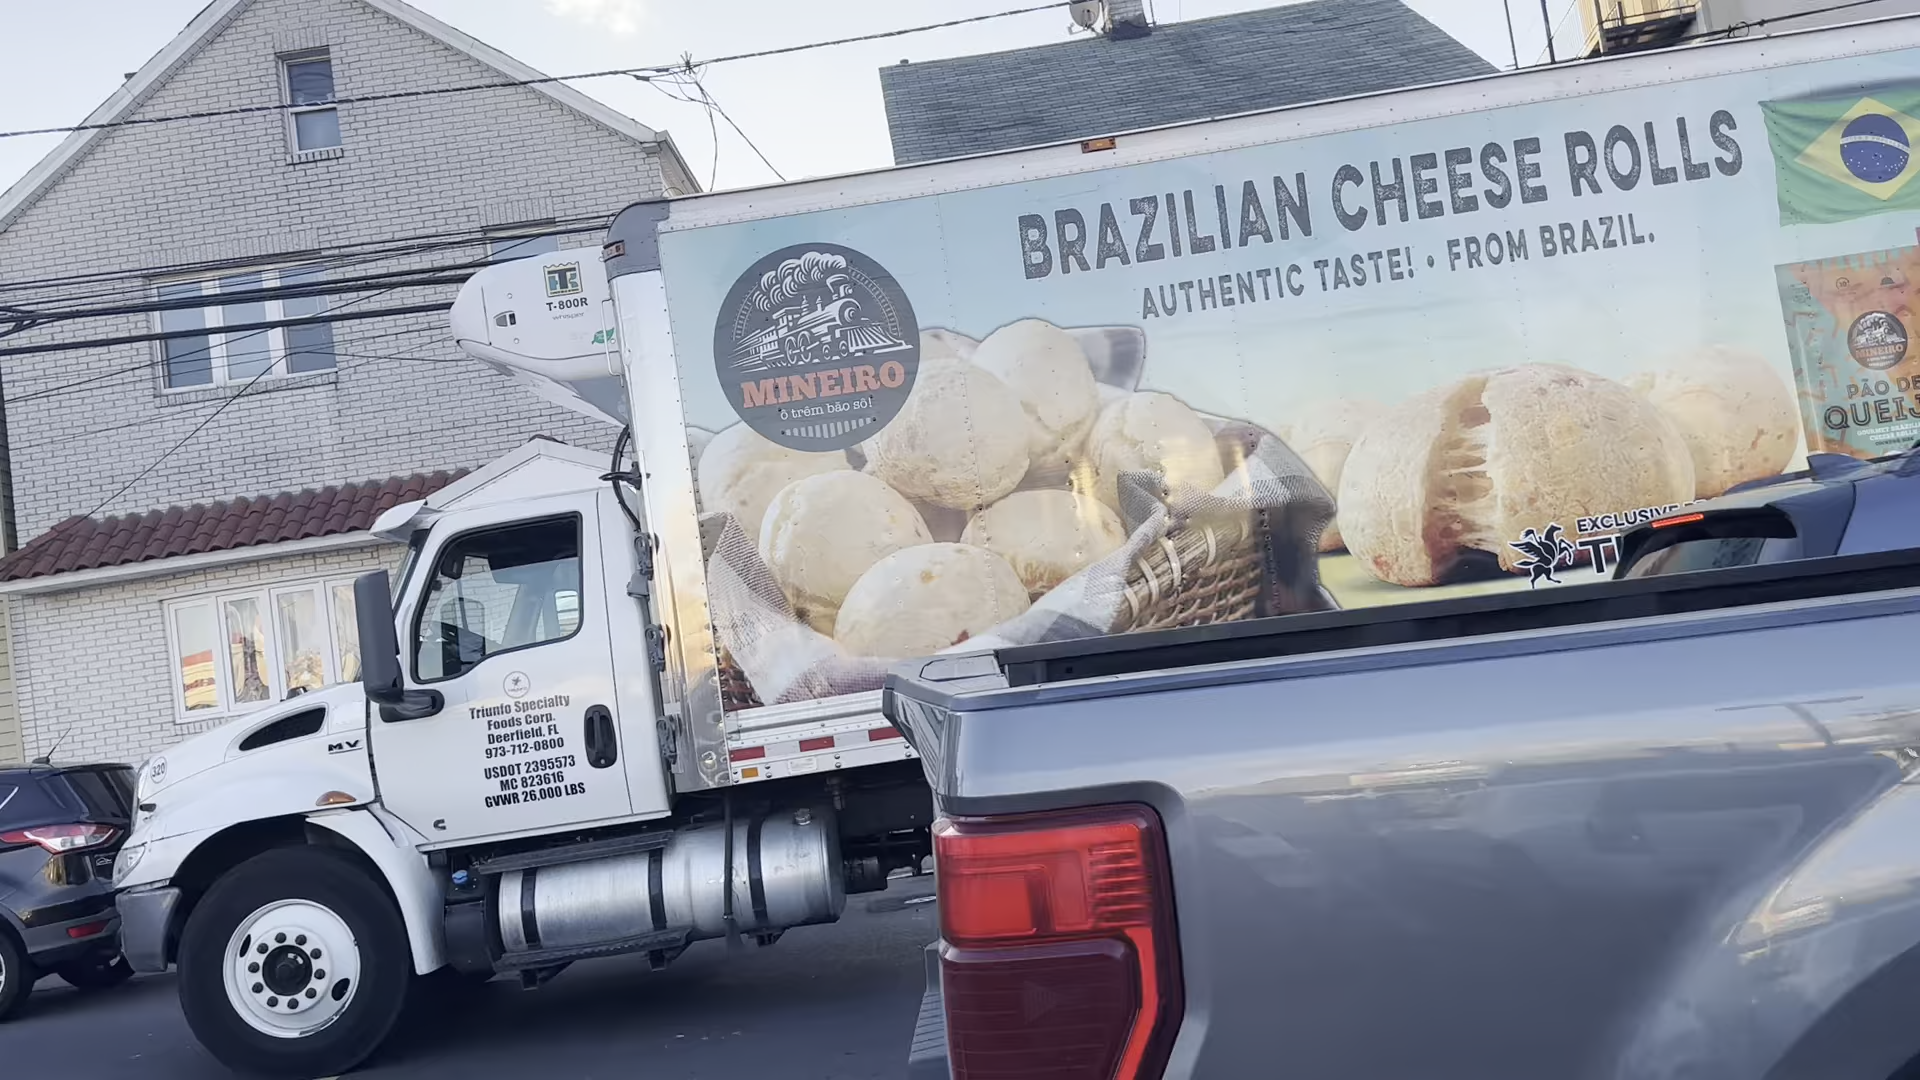 BRAZILIAN CHEESE ROLLS
AUTHENTIC TASTE! • FROM BRAZIL.
T-800R
whisper
MINEIRO
ô trêm bão sô!
MINEIRO
PÃO DE
EXCLUSIVE
MV
320
Triunfo Specialty
Foods Corp.
Deerfield, FL
973-712-0800
USDOT 2395573
MC 823616
GVWR 26,000 LBS